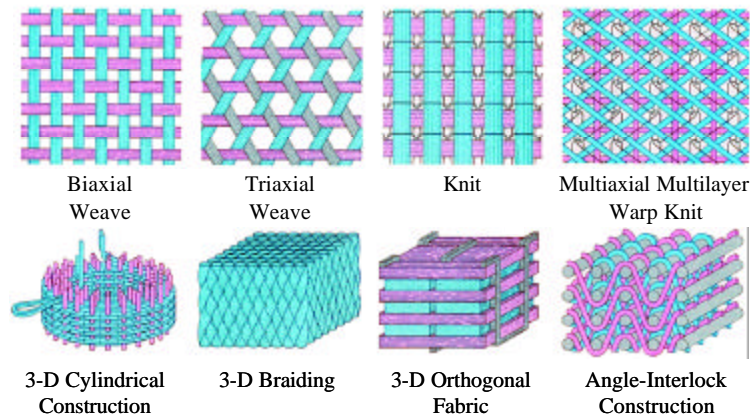 Biaxial
Weave
Triaxial
Weave
Knit
Multiaxial Multilayer
Warp Knit
3-D Cylindrical
Construction
3-D Braiding
3-D Orthogonal
Fabric
Angle-Interlock
Construction